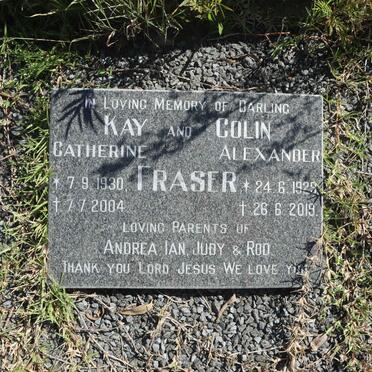 IN LOVING MEMORY OF DARLING
KAY AND COLIN
CATHERINE ALEXANDER
FRASER
* 7.9.1930 * 24.6.1928
† 7.7.2004 † 26.6.2019
LOVING PARENTS OF
ANDREA, IAN, JUDY & ROD
THANK YOU LORD JESUS WE LOVE YOU